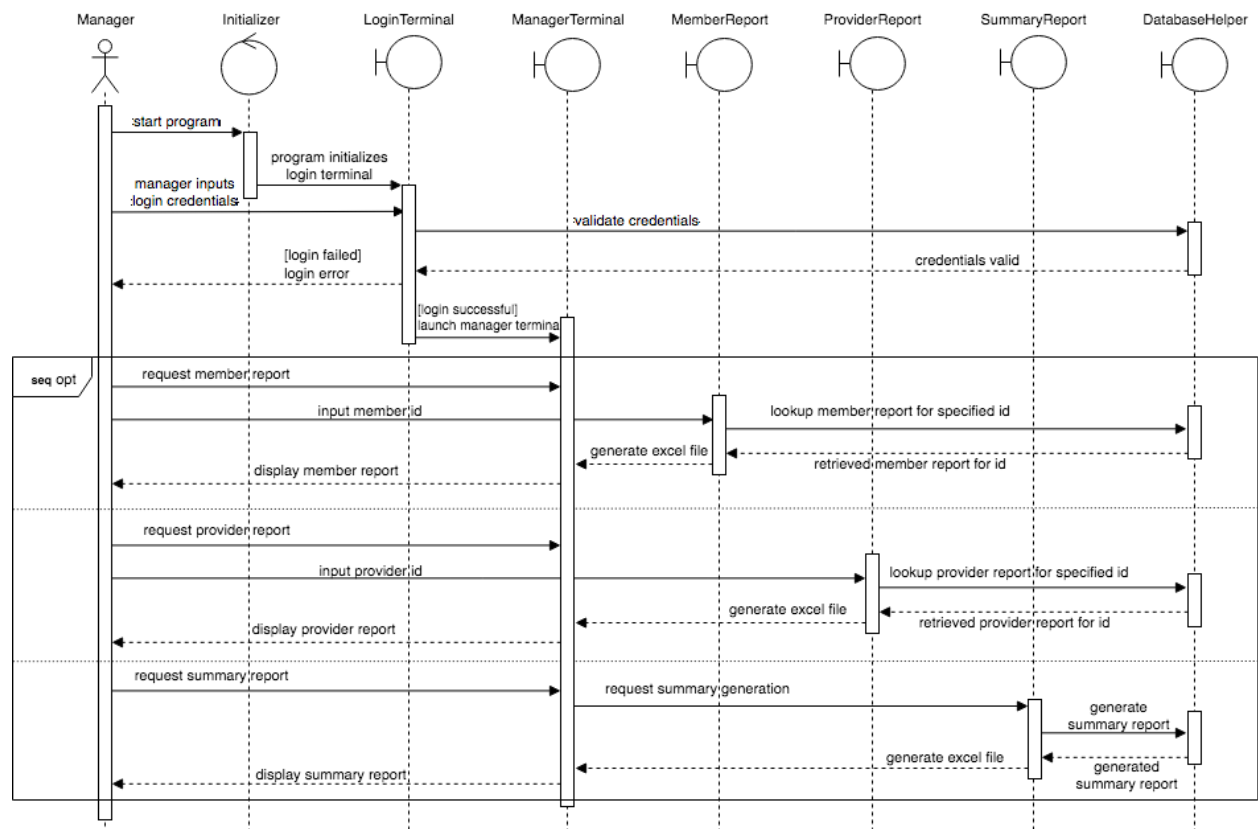 Manager
Initializer
LoginTerminal
ManagerTerminal
MemberReport
ProviderReport
SummaryReport
DatabaseHelper
start program
program initializes
login terminal
manager inputs
login credentials
validate credentials
[login failed]
login error
credentials valid
[login successful]
launch manager termina
seq opt
request member report
input member id
lookup member report for specified id
generate excel file
retrieved member report for id
display member report
request provider report
input provider id
lookup provider report for specified id
generate excel file
retrieved provider report for id
display provider report
request summary report
request summary generation
generate
summary report
generate excel file
generated
summary report
display summary report